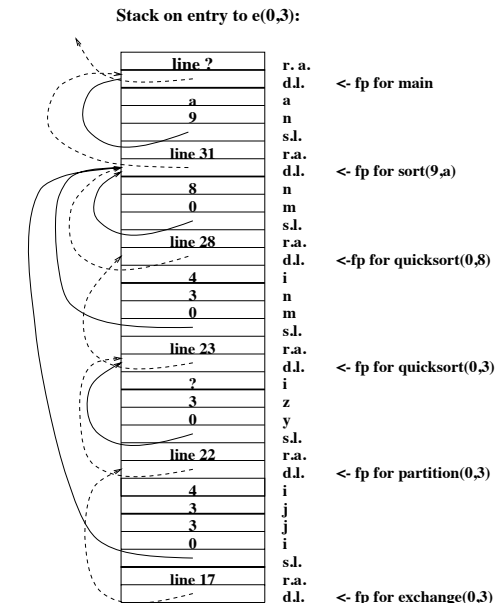 Stack on entry to e(0,3):
line ? r. a.
d.l. <- fp for main
a a
9 n
s.l.
line 31 r.a.
d.l. <- fp for sort(9,a)
8 n
0 m
s.l.
line 28 r.a.
d.l. <-fp for quicksort(0,8)
4 i
3 n
0 m
s.l.
line 23 r.a.
d.l. <- fp for quicksort(0,3)
? i
3 z
0 y
s.l.
line 22 r.a.
d.l. <- fp for partition(0,3)
4 i
3 j
3 j
0 i
s.l.
line 17 r.a.
d.l. <- fp for exchange(0,3)